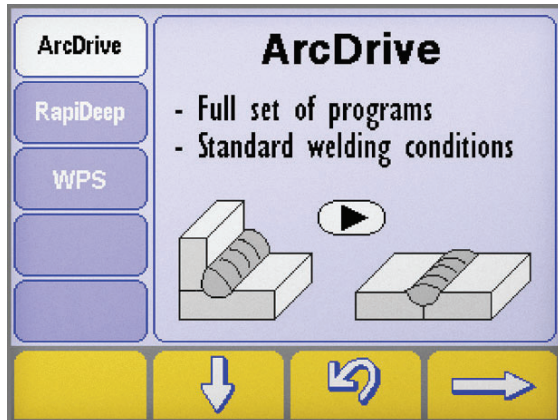 ArcDrive
RapiDeep
WPS
ArcDrive
- Full set of programs
- Standard welding conditions